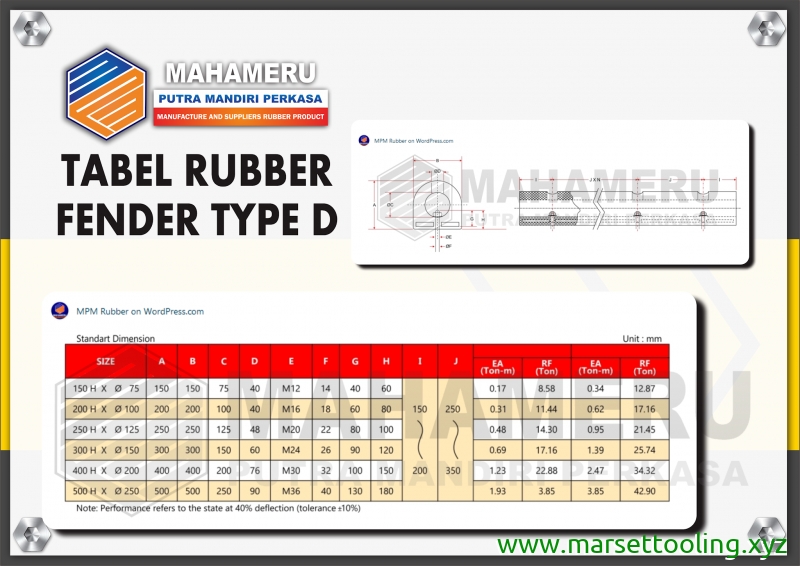 MAHAMERU
PUTRA MANDIRI PERKASA
MANUFACTURE AND SUPPLIERS RUBBER PRODUCT
TABEL RUBBER
FENDER TYPE D
MPM Rubber on WordPress.com
B
ØD
A
ØC
ØE
ØF
I
J X N
J
I
MAHAMERU
PUTRA MANDIRI PERKASA
MPM Rubber on WordPress.com
Standart Dimension Unit : mm
SIZE A B C D E F G H I J EA (Ton-m) RF (Ton) EA (Ton-m) RF (Ton)
150 H X Ø 75 150 150 75 40 M12 14 40 60 0.17 8.58 0.34 12.87
200 H X Ø 100 200 200 100 40 M16 18 60 80 150 250 0.31 11.44 0.62 17.16
250 H X Ø 125 250 250 125 48 M20 22 80 100 0.48 14.30 0.95 21.45
300 H X Ø 150 300 300 150 60 M24 26 90 120 0.69 17.16 1.39 25.74
400 H X Ø 200 400 400 200 76 M30 32 100 150 200 350 1.23 22.88 2.47 34.32
500 H X Ø 250 500 500 250 90 M36 40 130 180 1.93 3.85 3.85 42.90
MAHAMERU
PUTRA MANDIRI PERKASA
Note: Performance refers to the state at 40% deflection (tolerance ±10%)
www.marsettooling.xyz